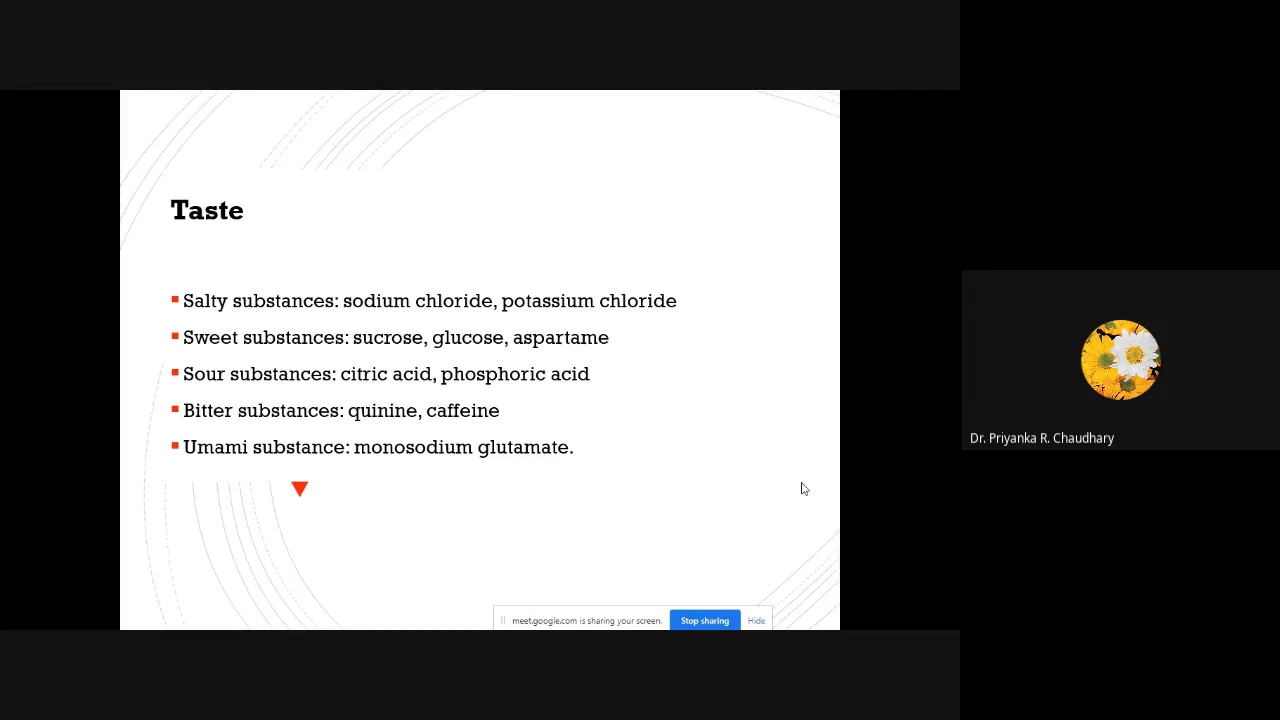 Taste
Salty substances: sodium chloride, potassium chloride
Sweet substances: sucrose, glucose, aspartame
Sour substances: citric acid, phosphoric acid
Bitter substances: quinine, caffeine
Umami substance: monosodium glutamate.
Dr. Priyanka R. Chaudhary
meet.google.com is sharing your screen. Stop sharing Hide